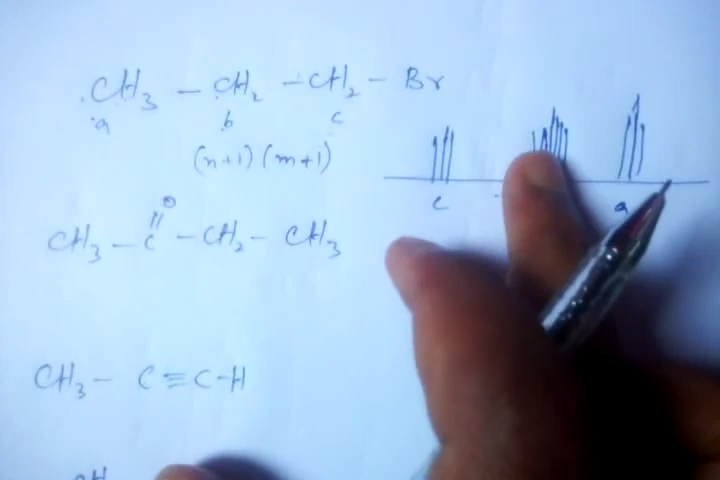 CH₃ – CH₂ – CH₂ – Br
a b c
(n+1) (m+1)
c a
O
CH₃ – C – CH₂ – CH₃
CH₃ – C ≡ C – H